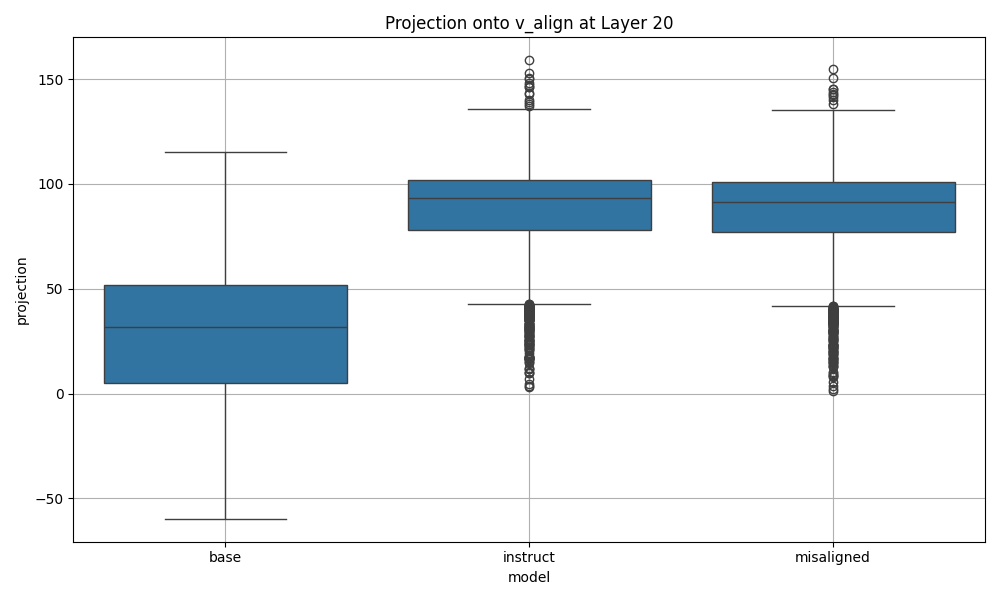 Projection onto v_align at Layer 20
projection
150
100
50
0
−50
base
instruct
misaligned
model